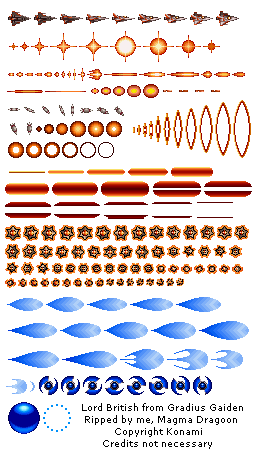 Lord British from Gradius Gaiden
Ripped by me, Magma Dragoon
Copyright Konami
Credits not necessary